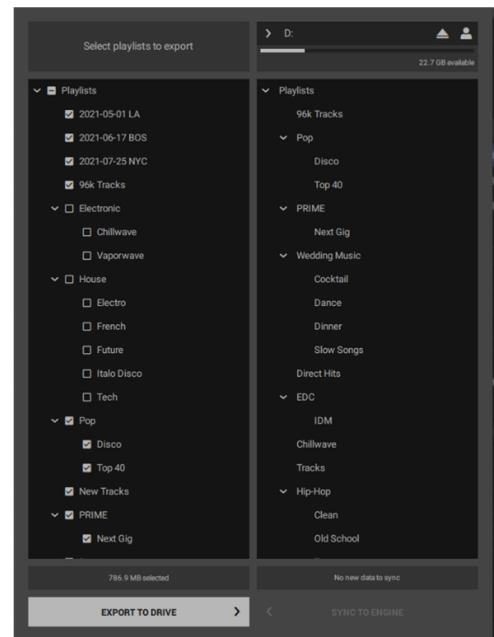 Select playlists to export
D:
22.7 GB available
Playlists
2021-05-01 LA
2021-06-17 BOS
2021-07-25 NYC
96k Tracks
Electronic
Chillwave
Vaporwave
House
Electro
French
Future
Italo Disco
Tech
Pop
Disco
Top 40
New Tracks
PRIME
Next Gig
786.9 MB selected
EXPORT TO DRIVE
Playlists
96k Tracks
Pop
Disco
Top 40
PRIME
Next Gig
Wedding Music
Cocktail
Dance
Dinner
Slow Songs
Direct Hits
EDC
IDM
Chillwave
Tracks
Hip-Hop
Clean
Old School
No new data to sync
SYNC TO ENGINE